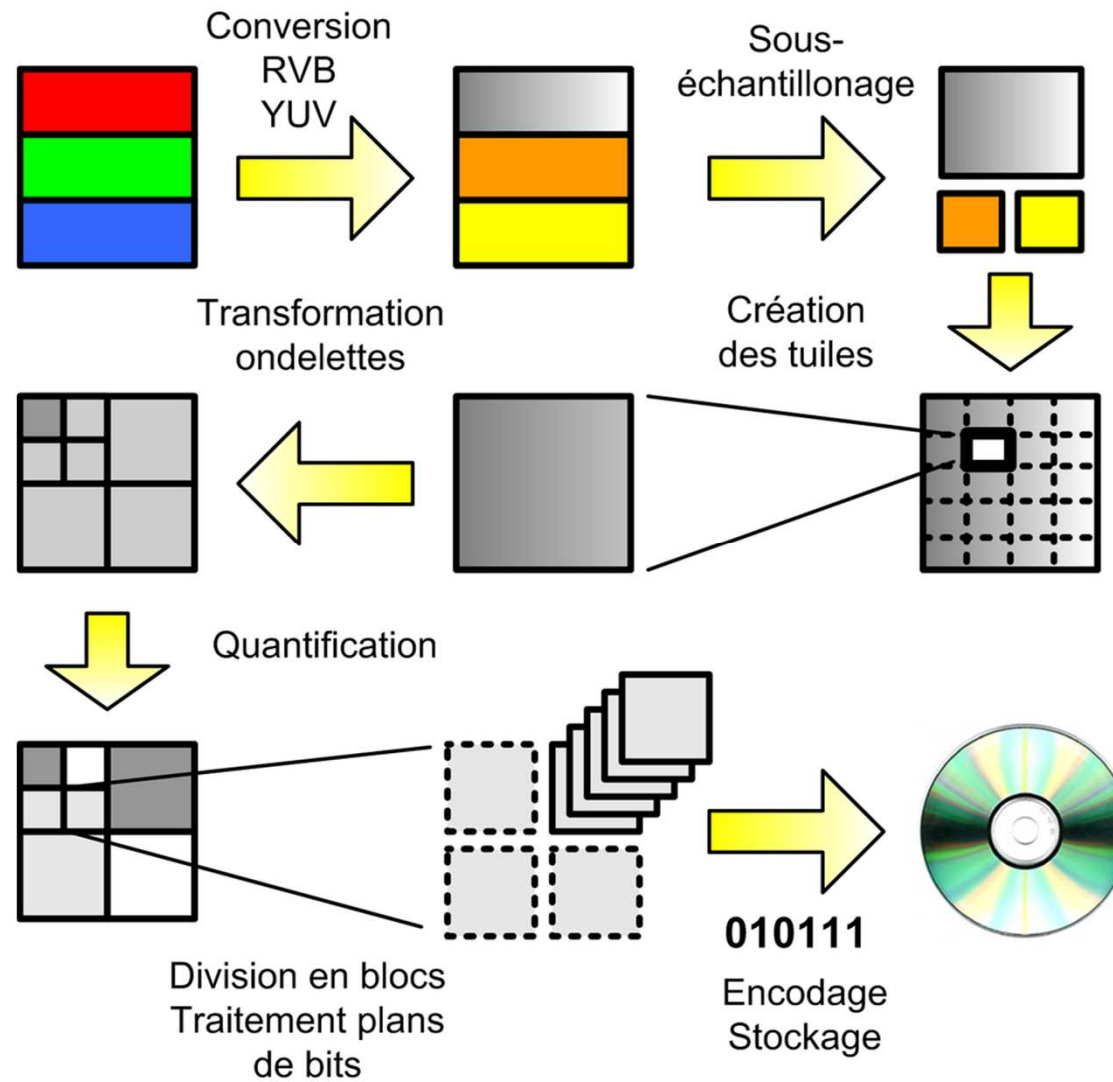 Conversion
RVB
YUV
Sous-
échantillonage
Transformation
ondelettes
Création
des tuiles
Quantification
Division en blocs
Traitement plans
de bits
010111
Encodage
Stockage